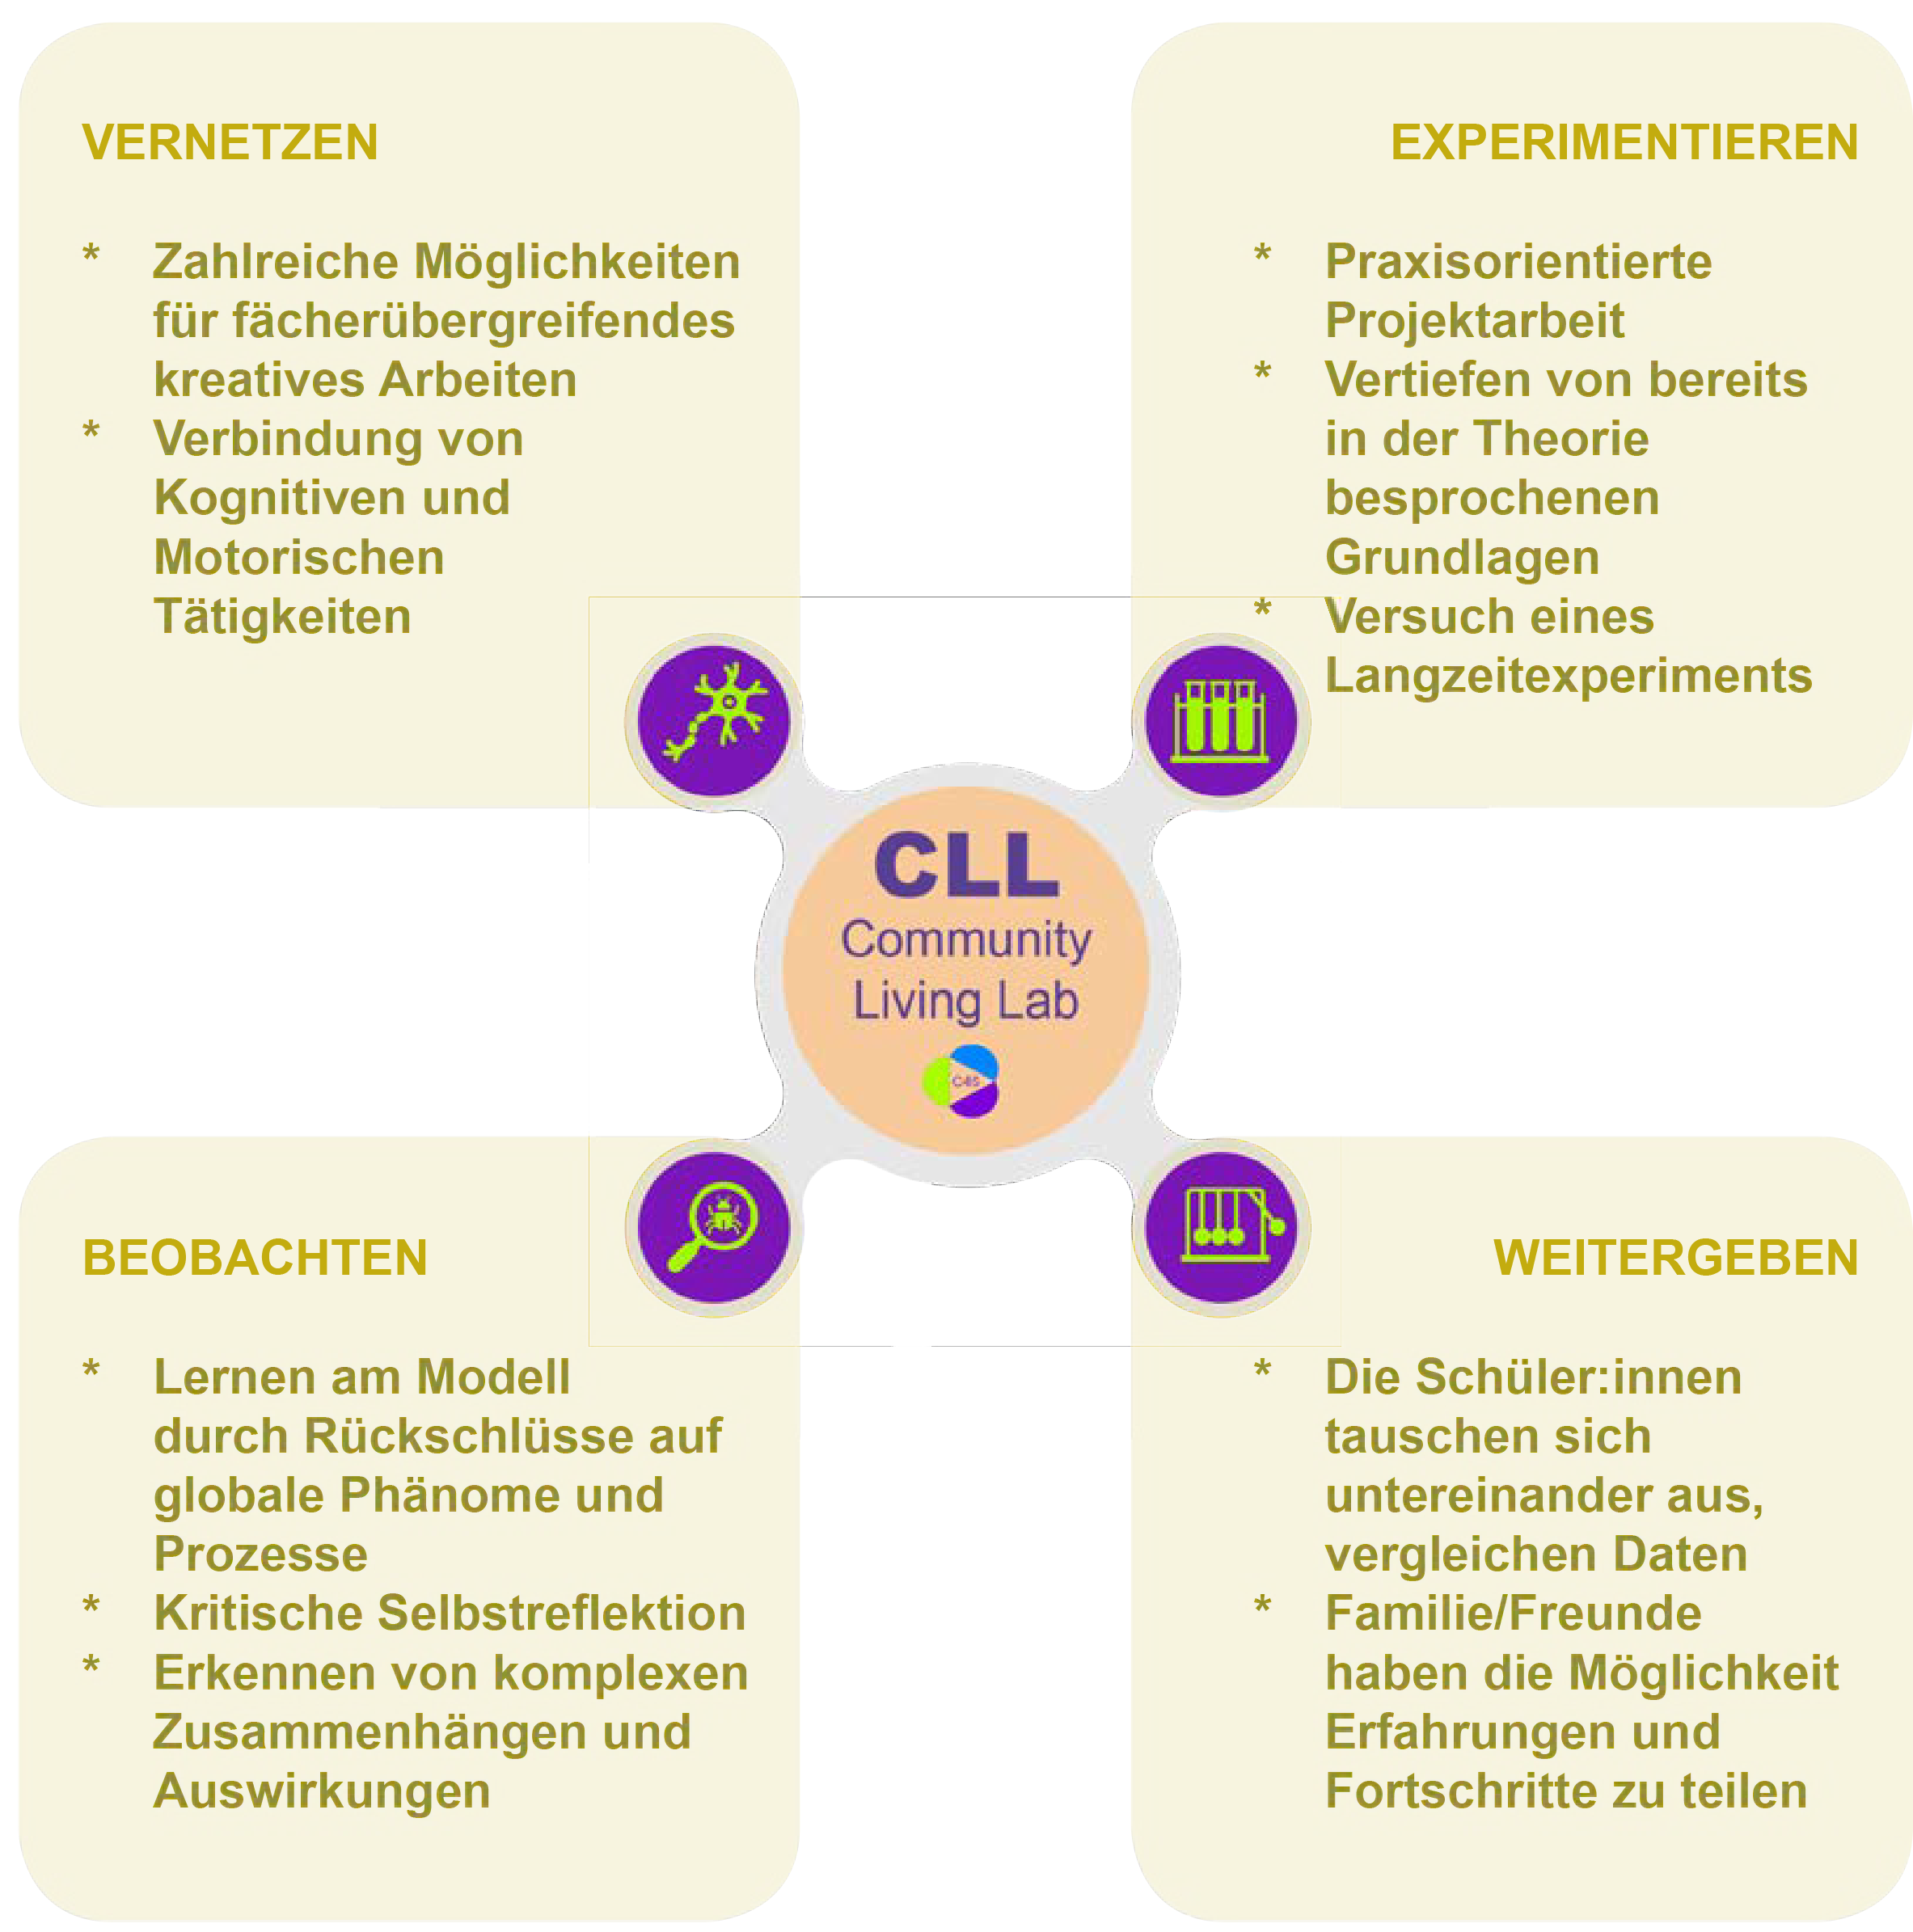 VERNETZEN
* Zahlreiche Möglichkeiten
für fächerübergreifendes
kreatives Arbeiten
* Verbindung von
Kognitiven und
Motorischen
Tätigkeiten
EXPERIMENTIEREN
* Praxisorientierte
Projektarbeit
* Vertiefen von bereits
in der Theorie
besprochenen
Grundlagen
* Versuch eines
Langzeitexperiments
CLL
Community
Living Lab
BEOBACHTEN
* Lernen am Modell
durch Rückschlüsse auf
globale Phänome und
Prozesse
* Kritische Selbstreflektion
* Erkennen von komplexen
Zusammenhängen und
Auswirkungen
WEITERGEBEN
* Die Schüler:innen
tauschen sich
untereinander aus,
vergleichen Daten
* Familie/Freunde
haben die Möglichkeit
Erfahrungen und
Fortschritte zu teilen